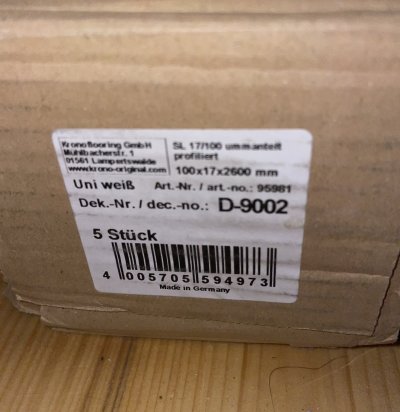 Kronoflooring GmbH
Mühlbacherstr. 1
01561 Lampertswalde
www.krono-original.com
SL 17/100 ummantelt
profiliert
100x17x2600 mm
Uni weiß Art.-Nr. / art.-no.: 95981
Dek.-Nr. / dec.-no.: D-9002
5 Stück
4 005705 594973
Made in Germany